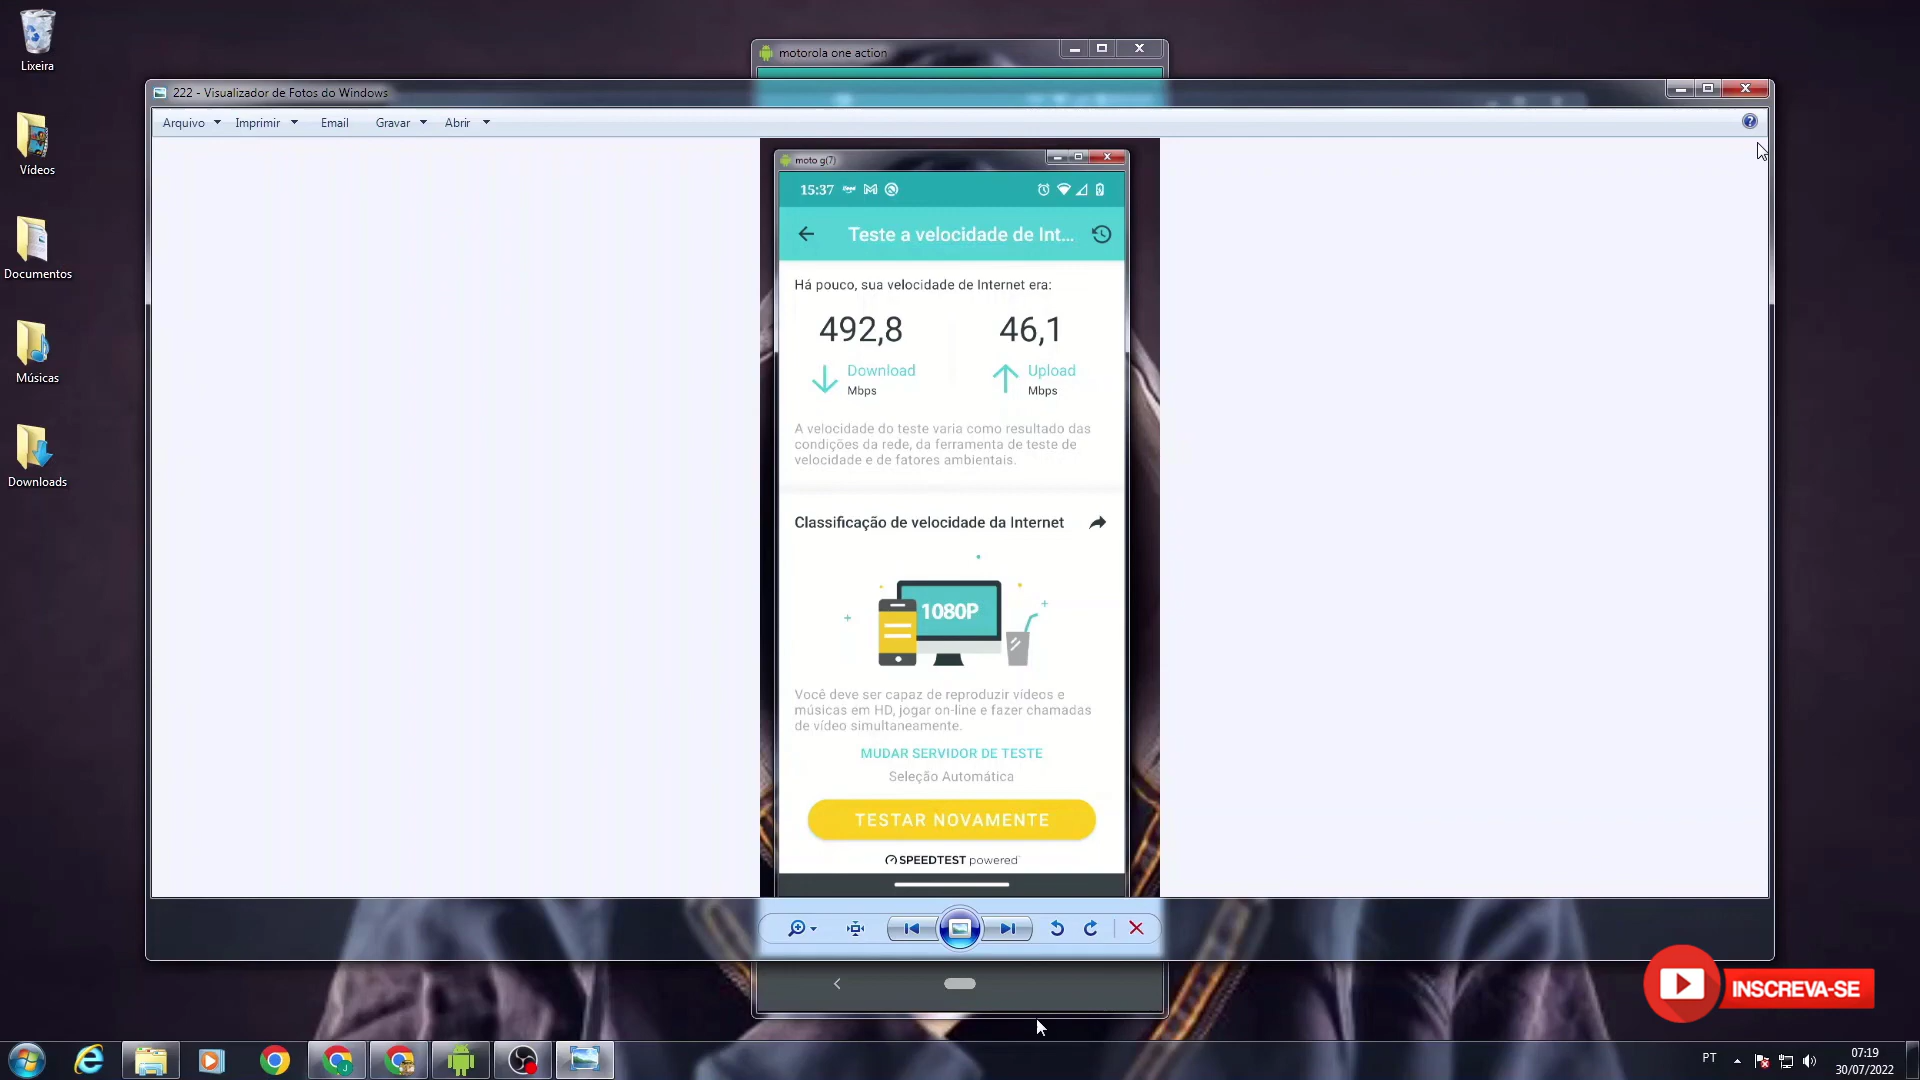 Lixeira
Vídeos
Documentos
Músicas
Downloads
motorola one action
222 - Visualizador de Fotos do Windows
Arquivo Imprimir Email Gravar Abrir
moto g(7)
15:37
Teste a velocidade de Int...
Há pouco, sua velocidade de Internet era:
492,8 46,1
Download Upload
Mbps Mbps
A velocidade do teste varia como resultado das
condições da rede, da ferramenta de teste de
velocidade e de fatores ambientais.
Classificação de velocidade da Internet
1080P
Você deve ser capaz de reproduzir vídeos e
músicas em HD, jogar on-line e fazer chamadas
de vídeo simultaneamente.
MUDAR SERVIDOR DE TESTE
Seleção Automática
TESTAR NOVAMENTE
SPEEDTEST powered
INSCREVA-SE
PT
07:19
30/07/2022